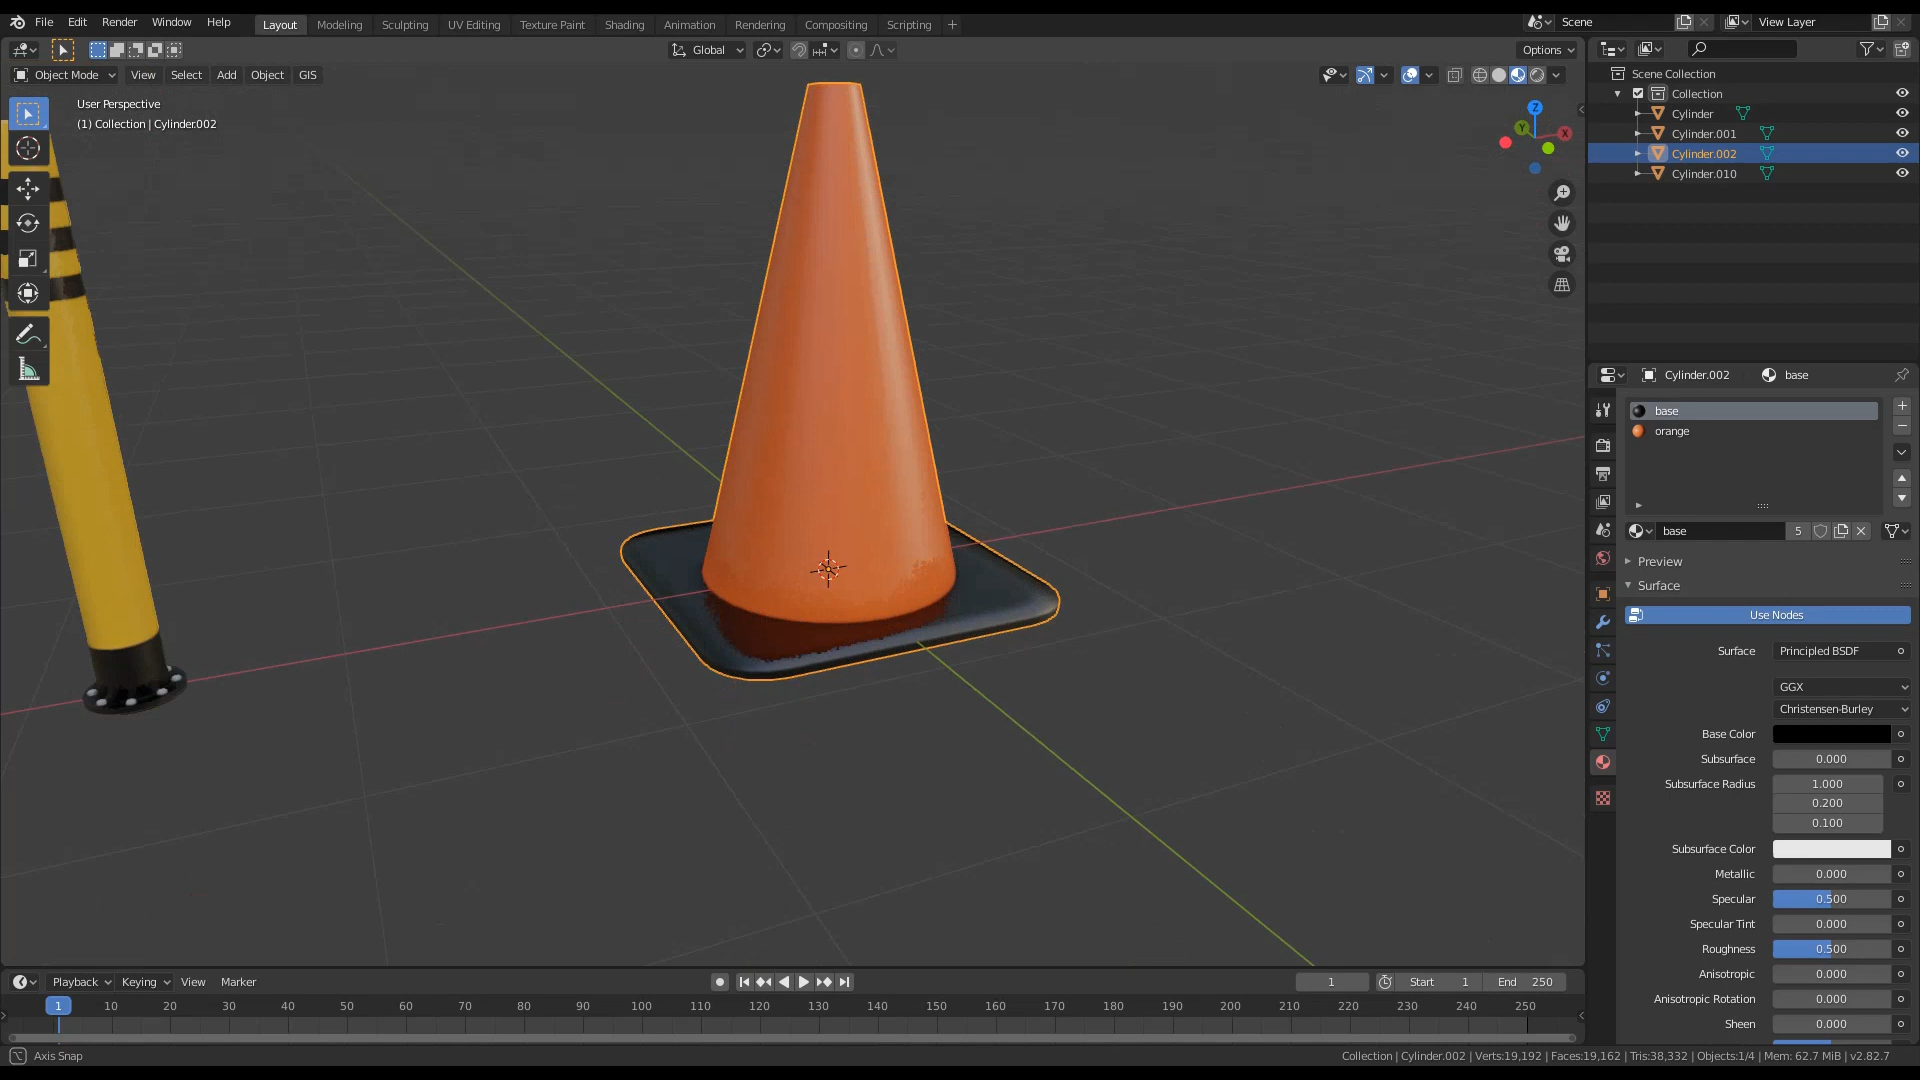 File Edit Render Window Help
Layout Modeling Sculpting UV Editing Texture Paint Shading Animation Rendering Compositing Scripting +
Scene View Layer
Global Options
Object Mode View Select Add Object GIS
User Perspective
(1) Collection | Cylinder.002
Z
Y
X
Scene Collection
Collection
Cylinder
Cylinder.001
Cylinder.002
Cylinder.010
Cylinder.002 base
base
orange
base 5
Preview
Surface
Use Nodes
Surface Principled BSDF
GGX
Christensen-Burley
Base Color
Subsurface 0.000
Subsurface Radius 1.000
0.200
0.100
Subsurface Color
Metallic 0.000
Specular 0.500
Specular Tint 0.000
Roughness 0.500
Anisotropic 0.000
Anisotropic Rotation 0.000
Sheen 0.000
Playback Keying View Marker 1 Start 1 End 250
1 10 20 30 40 50 60 70 80 90 100 110 120 130 140 150 160 170 180 190 200 210 220 230 240 250
Axis Snap
Collection | Cylinder.002 | Verts:19,192 | Faces:19,162 | Tris:38,332 | Objects:1/4 | Mem: 62.7 MiB | v2.82.7